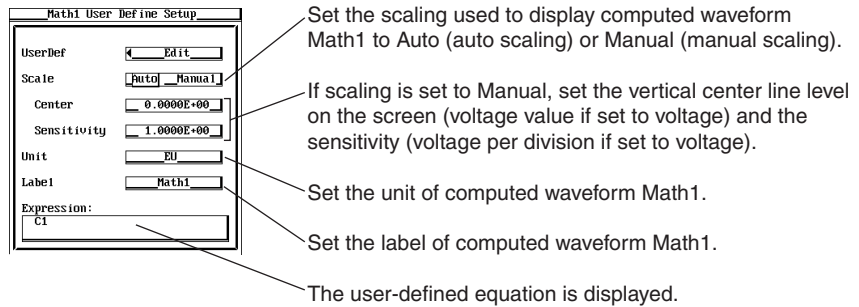 Math1 User Define Setup
UserDef Edit
Scale Auto Manual
Center 0.0000E+00
Sensitivity 1.0000E+00
Unit EU
Label Math1
Expression:
C1
Set the scaling used to display computed waveform
Math1 to Auto (auto scaling) or Manual (manual scaling).
If scaling is set to Manual, set the vertical center line level
on the screen (voltage value if set to voltage) and the
sensitivity (voltage per division if set to voltage).
Set the unit of computed waveform Math1.
Set the label of computed waveform Math1.
The user-defined equation is displayed.